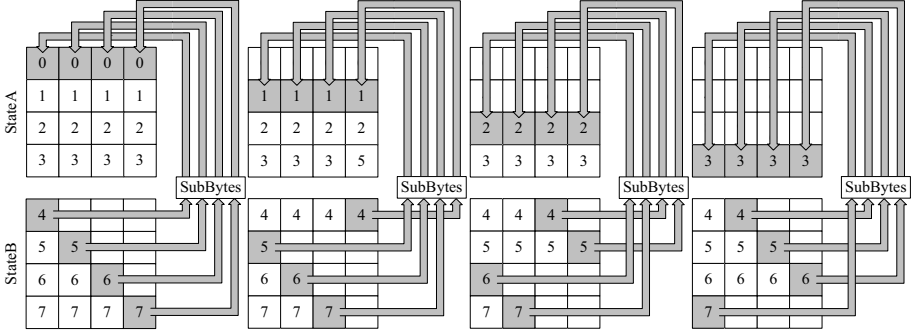 StateA
0 0 0 0
1 1 1 1 1 1 1 1
2 2 2 2 2 2 2 2 2 2 2 2
3 3 3 3 3 3 3 5 3 3 3 3 3 3 3 3
SubBytes SubBytes SubBytes SubBytes
StateB
4 4 4 4 4 4 4 4 4 4
5 5 5 5 5 5 5 5 5 5
6 6 6 6 6 6 6 6 6 6
7 7 7 7 7 7 7 7 7 7